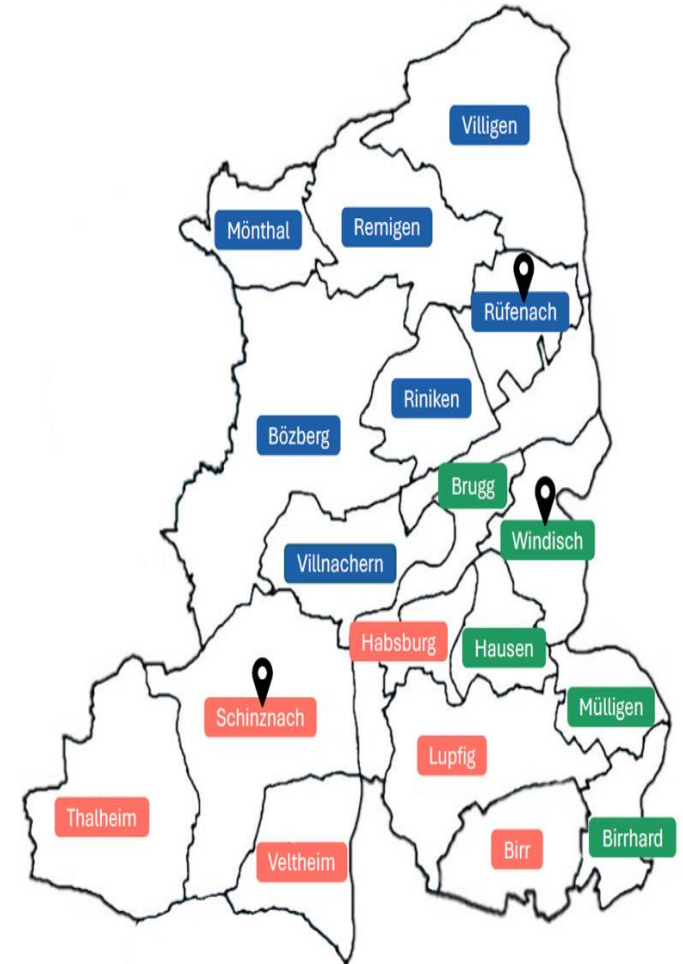 Villigen
Mönthal
Remigen
Rüfenach
Riniken
Bözberg
Brugg
Windisch
Villnachern
Habsburg
Hausen
Schinznach
Mülligen
Lupfig
Thalheim
Veltheim
Birr
Birrhard